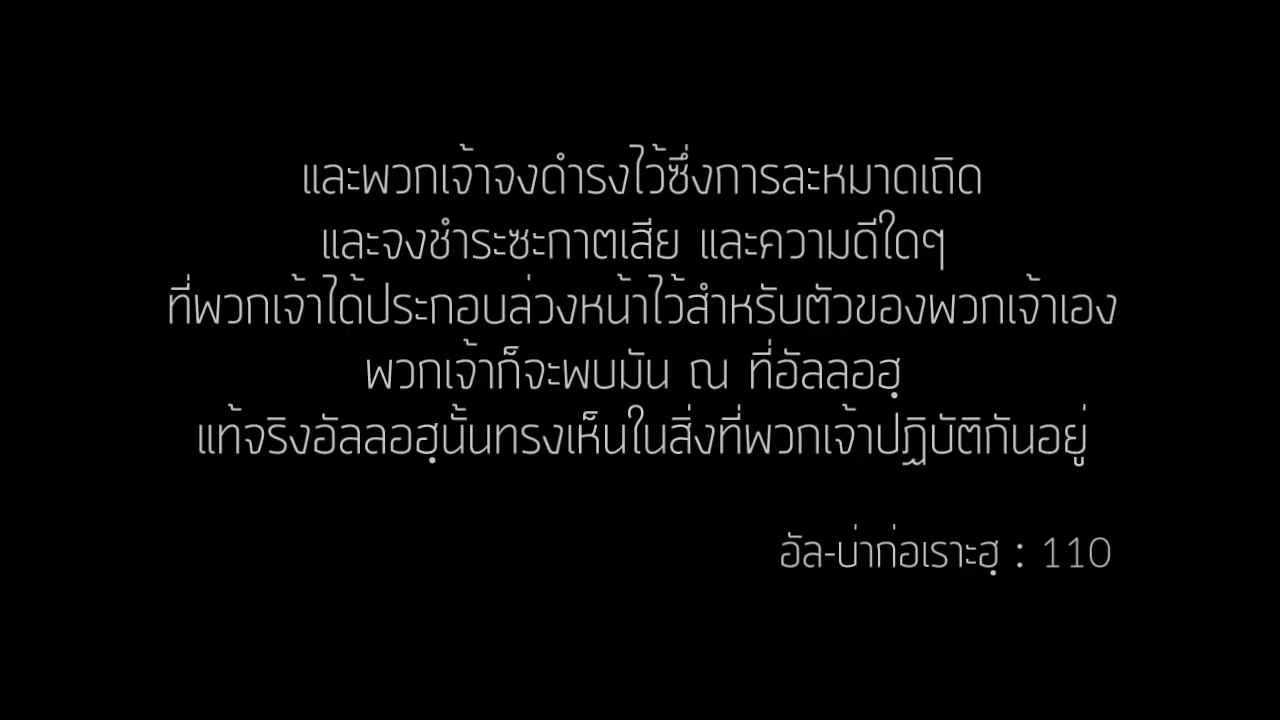 และพวกเจ้าจงดำรงไว้ซึ่งการละหมาดเถิด
และจงชำระซะกาตเสีย และความดีใดๆ
ที่พวกเจ้าได้ประกอบล่วงหน้าไว้สำหรับตัวของพวกเจ้าเอง
พวกเจ้าก็จะพบมัน ณ ที่อัลลอฮฺ
แท้จริงอัลลอฮฺนั้นทรงเห็นในสิ่งที่พวกเจ้าปฏิบัติกันอยู่
อัล-บ่าก่อเราะฮฺ : 110